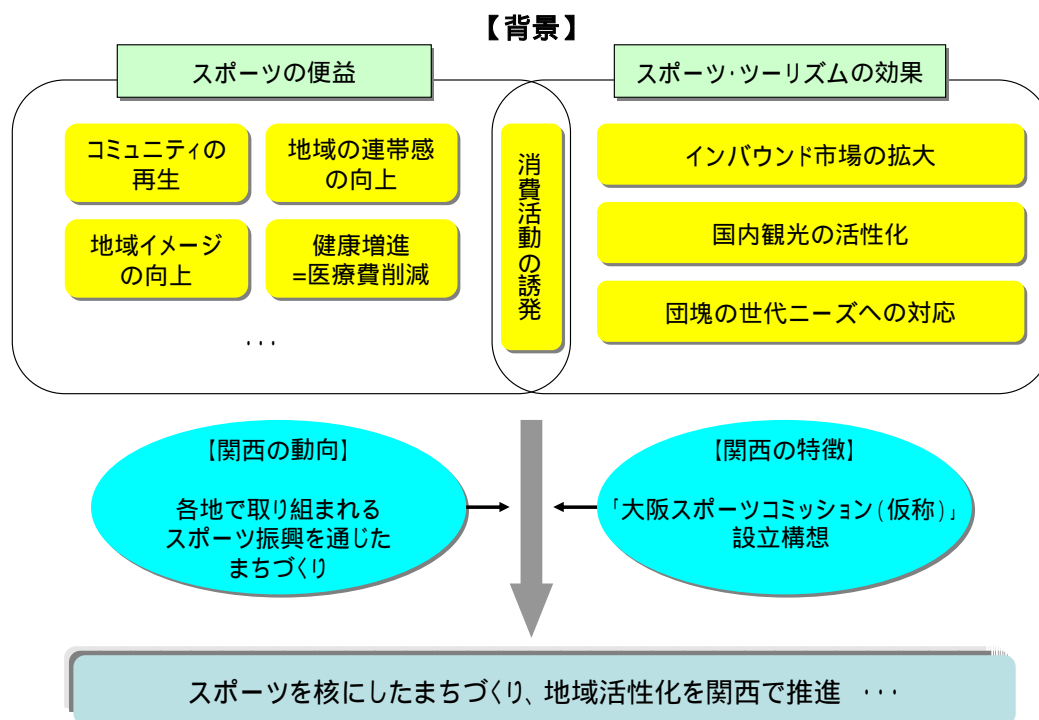 【背景】
スポーツの便益
スポーツ・ツーリズムの効果
コミュニティの
再生
地域の連帯感
の向上
地域イメージ
の向上
健康増進
=医療費削減
・・・
消費活動の誘発
インバウンド市場の拡大
国内観光の活性化
団塊の世代ニーズへの対応
【関西の動向】
各地で取り組まれる
スポーツ振興を通じた
まちづくり
【関西の特徴】
「大阪スポーツコミッション(仮称)」
設立構想
スポーツを核にしたまちづくり、地域活性化を関西で推進 ・・・